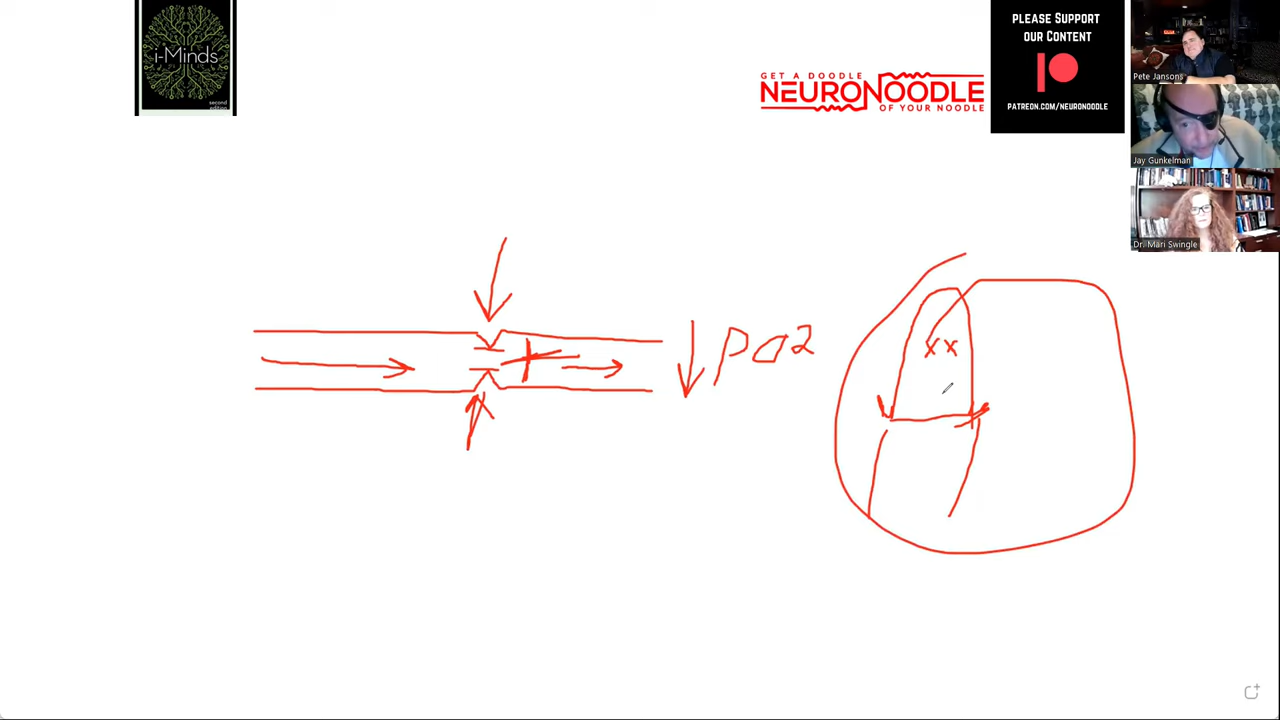 i-Minds
second
edition
GET A DOODLE
NEURONOODLE
OF YOUR NOODLE
PLEASE SUPPORT
OUR CONTENT
PATREON.COM/NEURONOODLE
Pete Jansons
Jay Gunkelman
Dr. Mari Swingle
PO2
xx